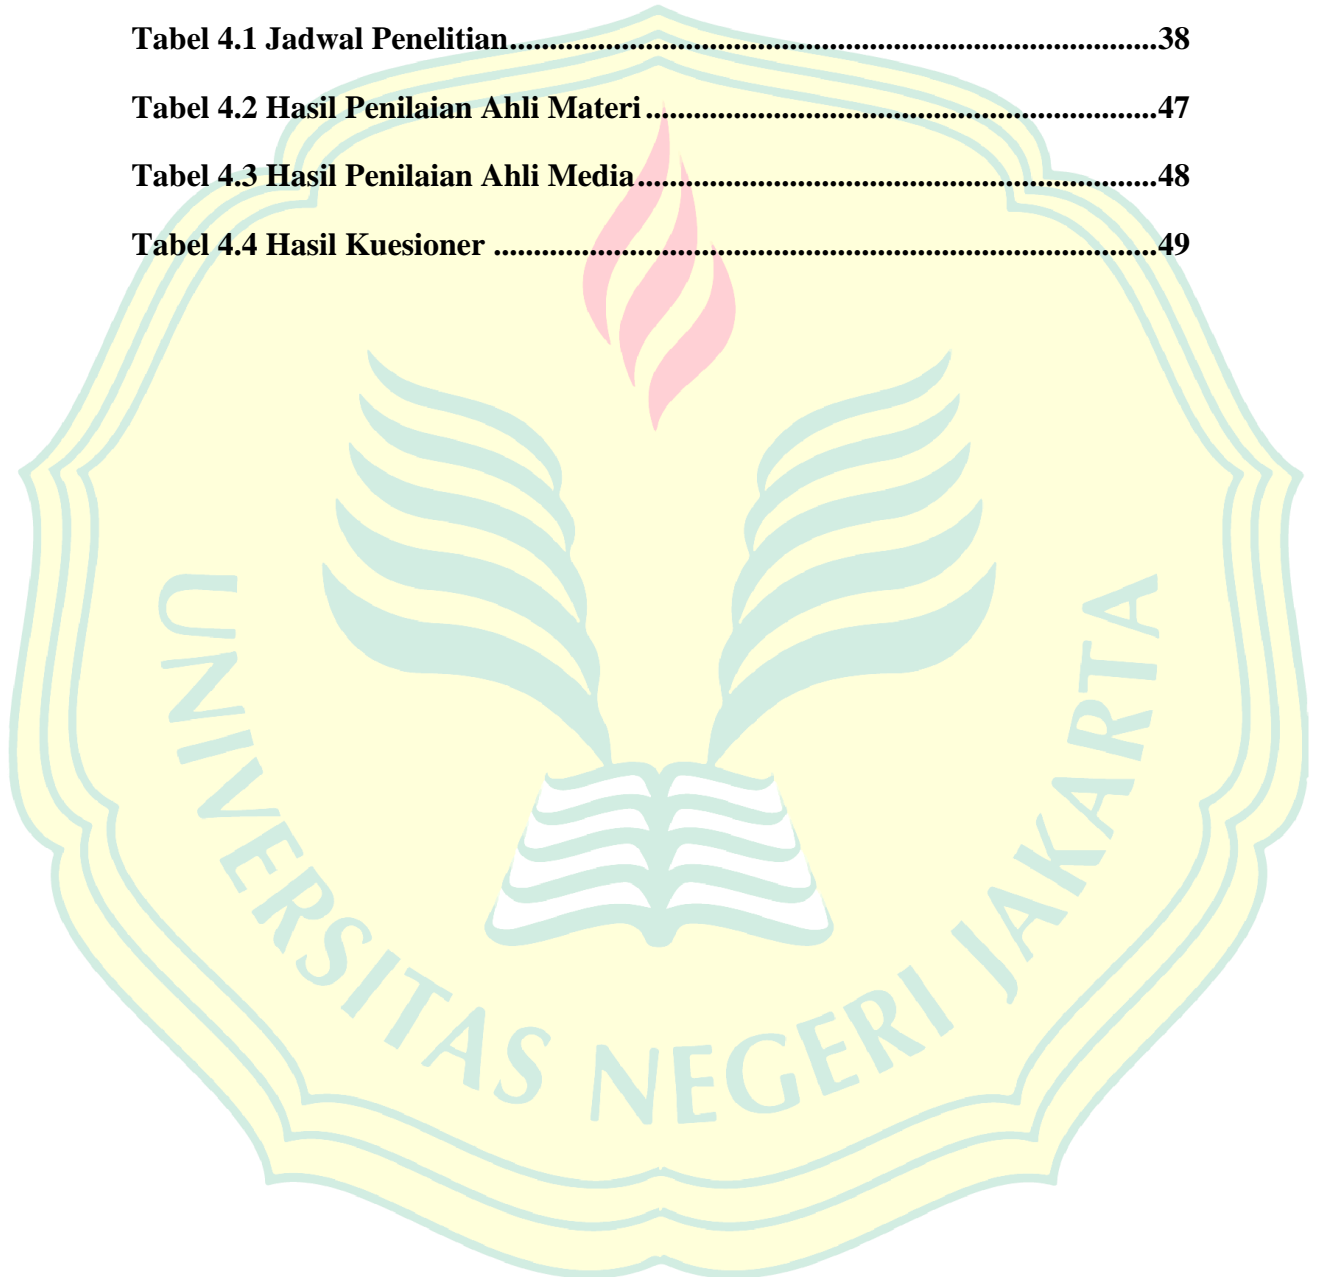 Tabel 4.1 Jadwal Penelitian................................................................................38
Tabel 4.2 Hasil Penilaian Ahli Materi...............................................................47
Tabel 4.3 Hasil Penilaian Ahli Media................................................................48
Tabel 4.4 Hasil Kuesioner ..................................................................................49
UNIVERSITAS NEGERI JAKARTA